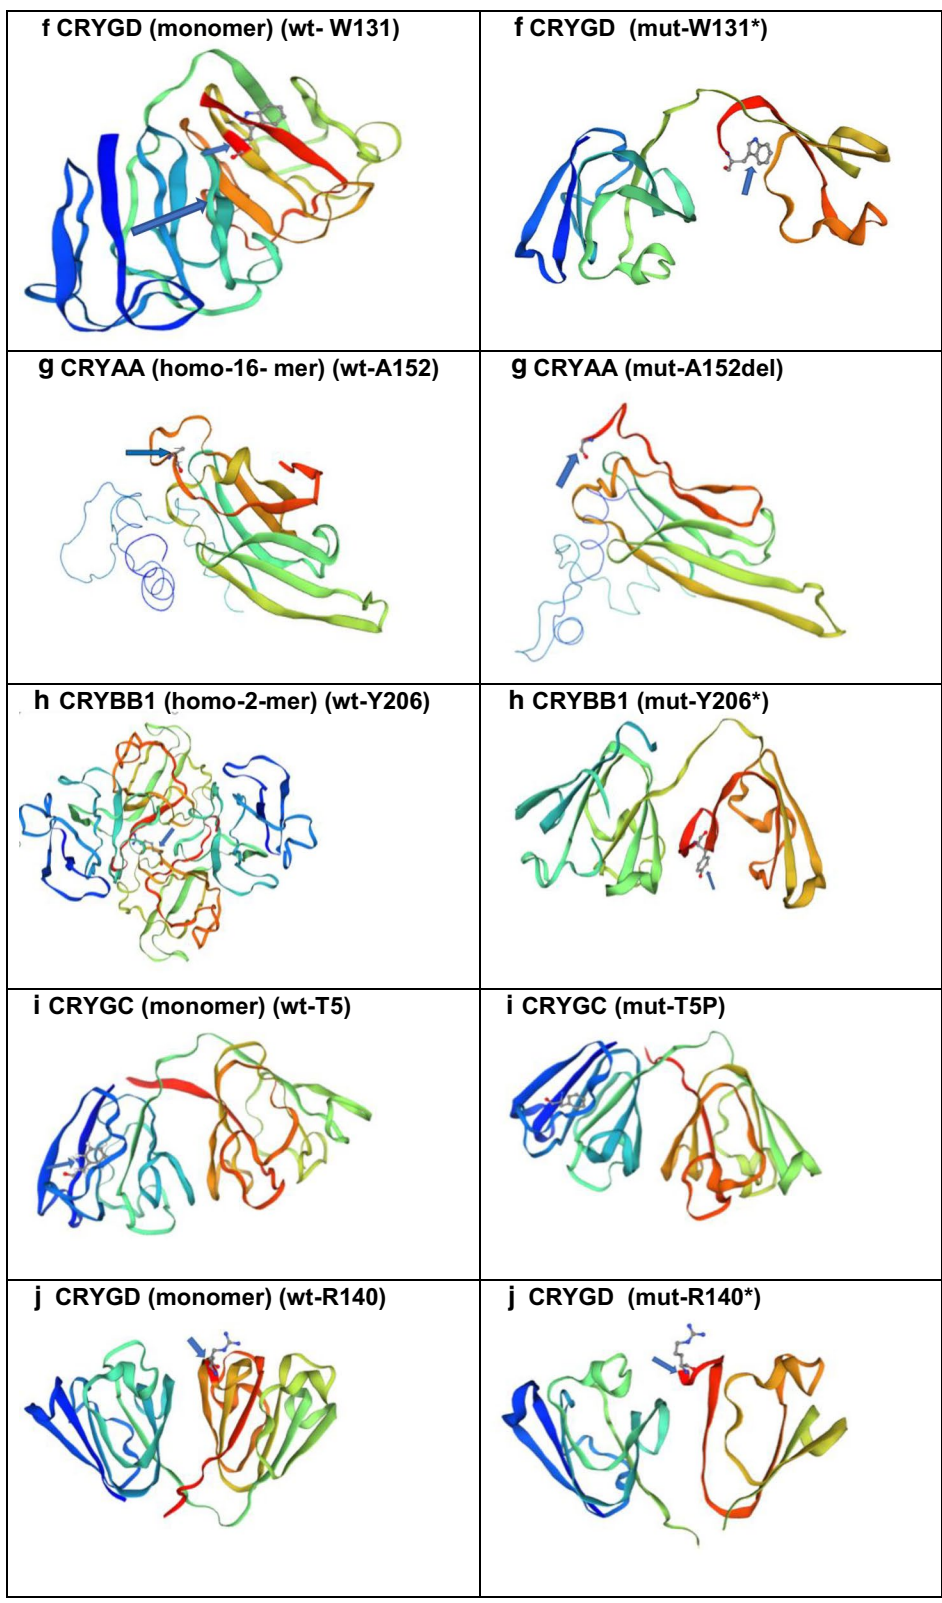 f CRYGD (monomer) (wt- W131)
f CRYGD (mut-W131*)
g CRYAA (homo-16- mer) (wt-A152)
g CRYAA (mut-A152del)
h CRYBB1 (homo-2-mer) (wt-Y206)
h CRYBB1 (mut-Y206*)
i CRYGC (monomer) (wt-T5)
i CRYGC (mut-T5P)
j CRYGD (monomer) (wt-R140)
j CRYGD (mut-R140*)